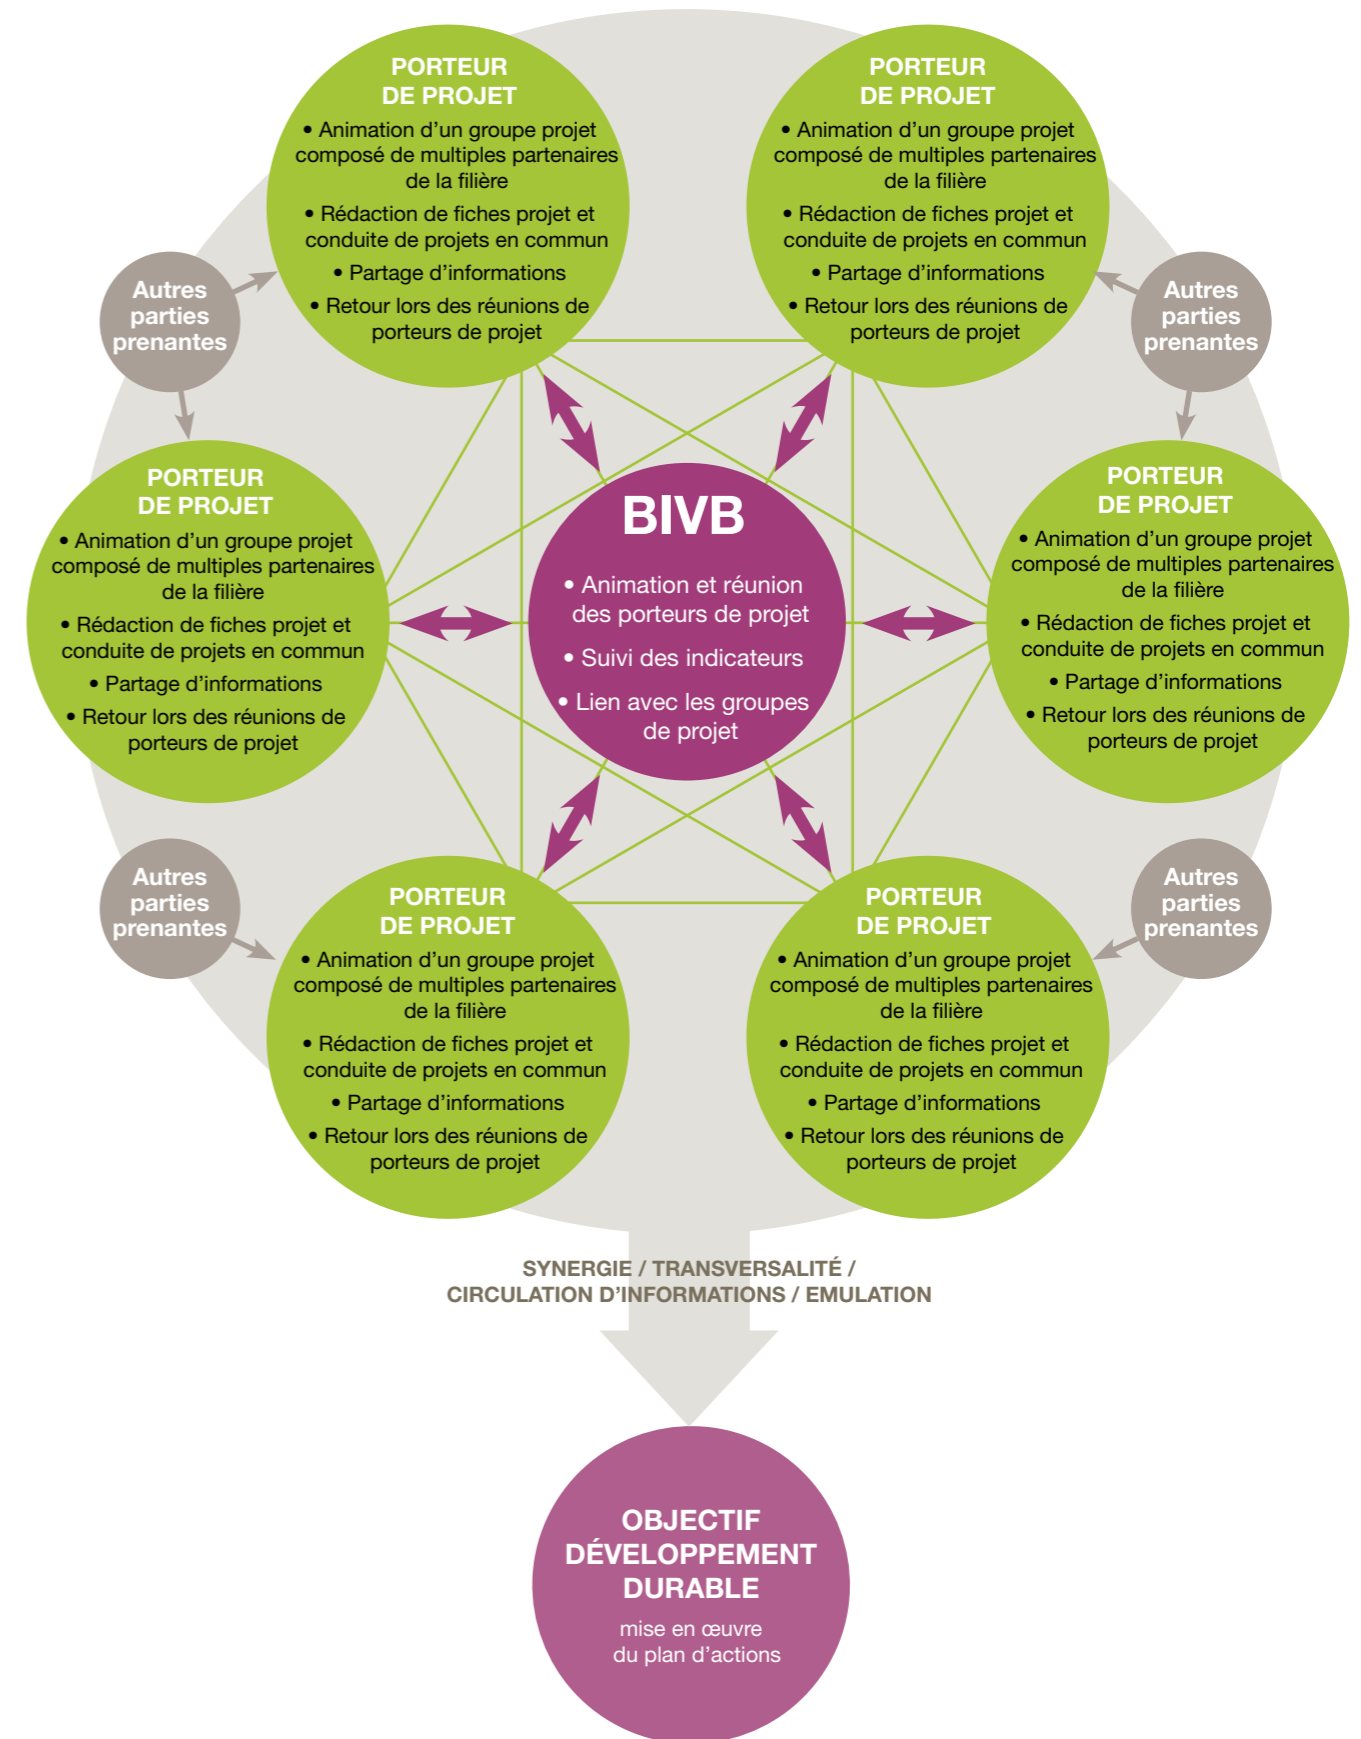 PORTEUR
DE PROJET
• Animation d'un groupe projet
composé de multiples partenaires
de la filière
• Rédaction de fiches projet et
conduite de projets en commun
• Partage d'informations
• Retour lors des réunions de
porteurs de projet
PORTEUR
DE PROJET
• Animation d'un groupe projet
composé de multiples partenaires
de la filière
• Rédaction de fiches projet et
conduite de projets en commun
• Partage d'informations
• Retour lors des réunions de
porteurs de projet
Autres
parties
prenantes
Autres
parties
prenantes
PORTEUR
DE PROJET
• Animation d'un groupe projet
composé de multiples partenaires
de la filière
• Rédaction de fiches projet et
conduite de projets en commun
• Partage d'informations
• Retour lors des réunions de
porteurs de projet
BIVB
• Animation et réunion
des porteurs de projet
• Suivi des indicateurs
• Lien avec les groupes
de projet
PORTEUR
DE PROJET
• Animation d'un groupe projet
composé de multiples partenaires
de la filière
• Rédaction de fiches projet et
conduite de projets en commun
• Partage d'informations
• Retour lors des réunions de
porteurs de projet
Autres
parties
prenantes
Autres
parties
prenantes
PORTEUR
DE PROJET
• Animation d'un groupe projet
composé de multiples partenaires
de la filière
• Rédaction de fiches projet et
conduite de projets en commun
• Partage d'informations
• Retour lors des réunions de
porteurs de projet
PORTEUR
DE PROJET
• Animation d'un groupe projet
composé de multiples partenaires
de la filière
• Rédaction de fiches projet et
conduite de projets en commun
• Partage d'informations
• Retour lors des réunions de
porteurs de projet
SYNERGIE / TRANSVERSALITÉ /
CIRCULATION D'INFORMATIONS / EMULATION
OBJECTIF
DÉVELOPPEMENT
DURABLE
mise en œuvre
du plan d'actions